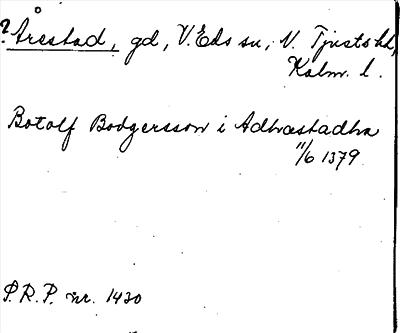 ? Årestad, gd, V. Eds sn, N. Tjusts hd,
Kalm. l.
Botolf Bodgersson i Adhrastadha
11/6 1379
S.R.P. nr. 1430